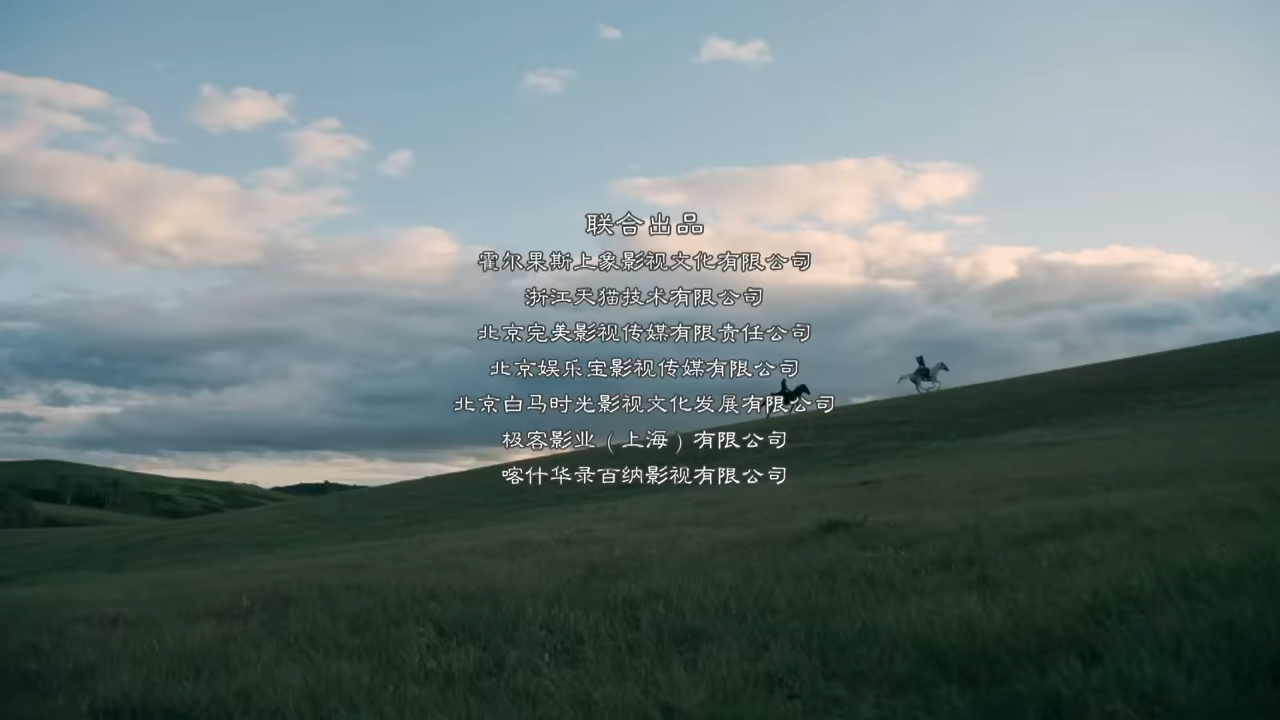 联合出品
霍尔果斯上象影视文化有限公司
浙江天猫技术有限公司
北京完美影视传媒有限责任公司
北京娱乐宝影视传媒有限公司
北京白马时光影视文化发展有限公司
极客影业（上海）有限公司
喀什华录百纳影视有限公司